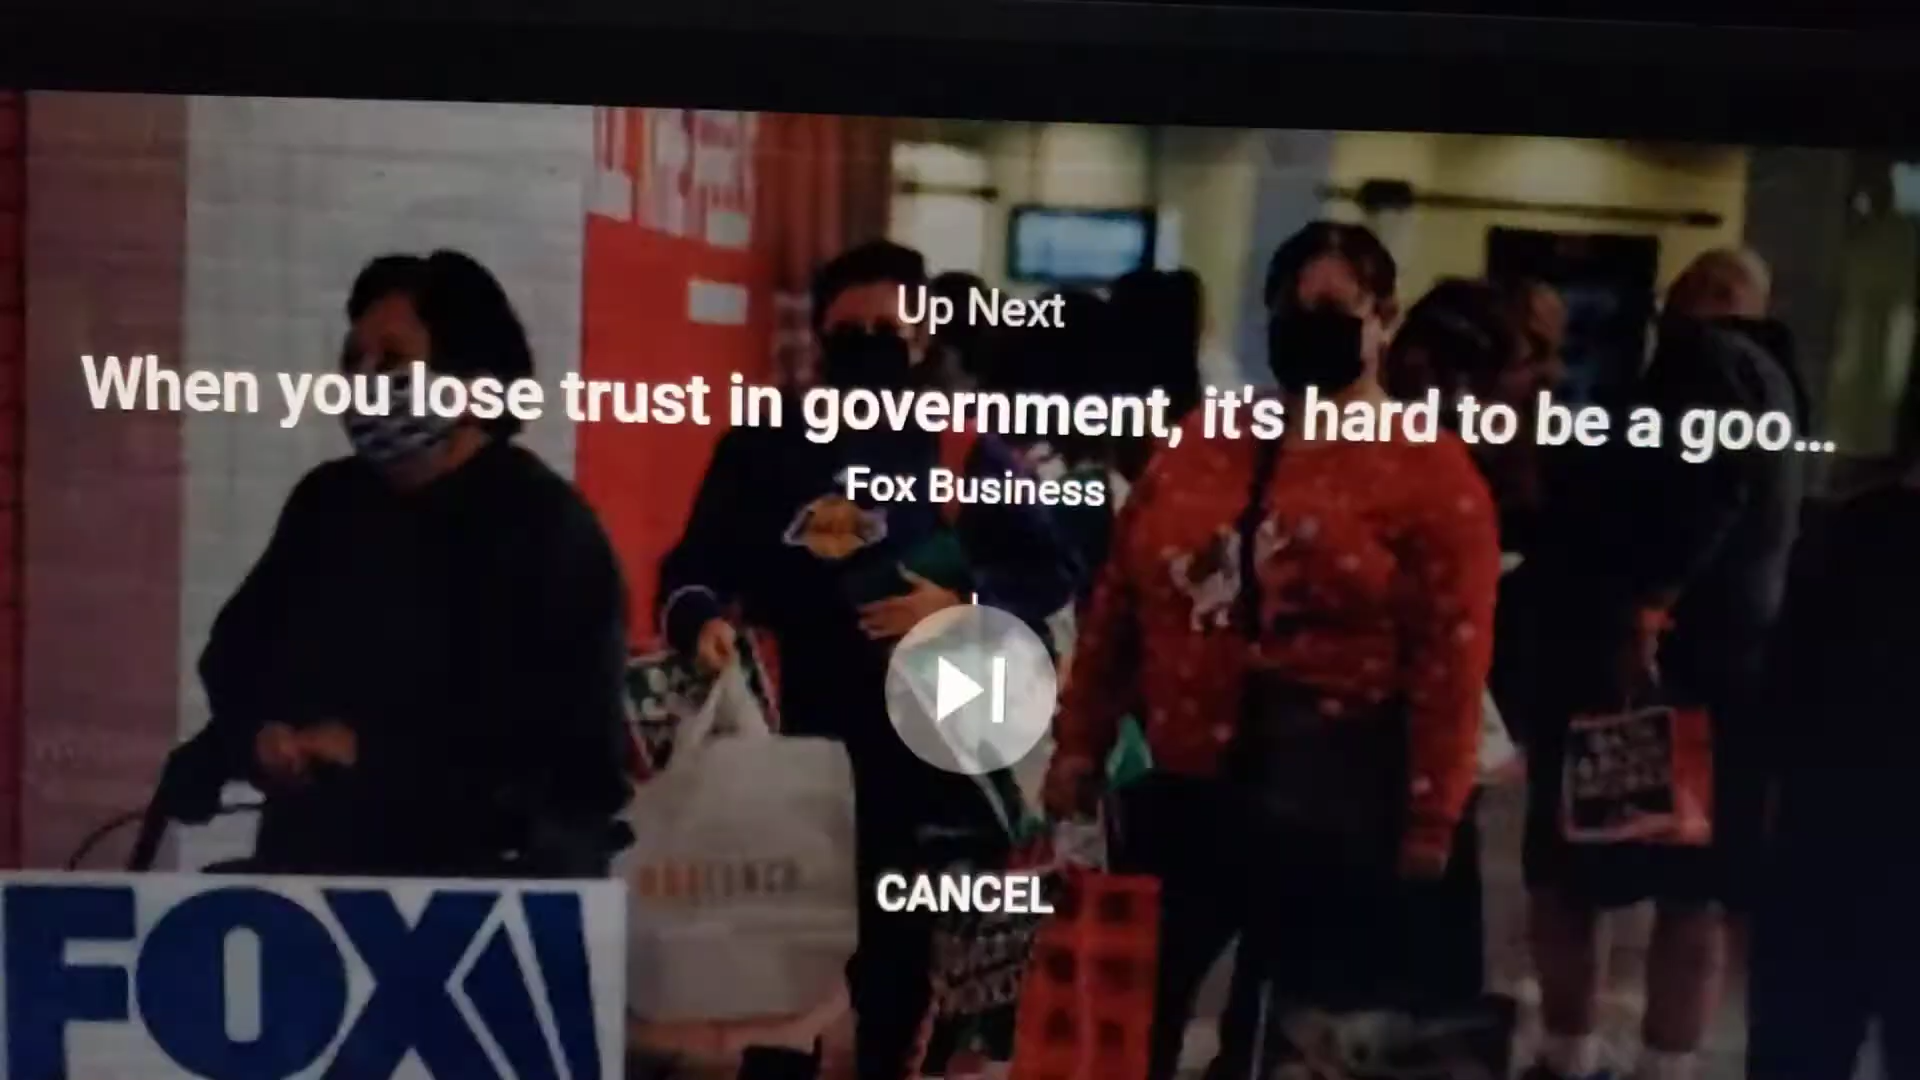 Up Next
When you lose trust in government, it's hard to be a goo...
Fox Business
CANCEL
FOX